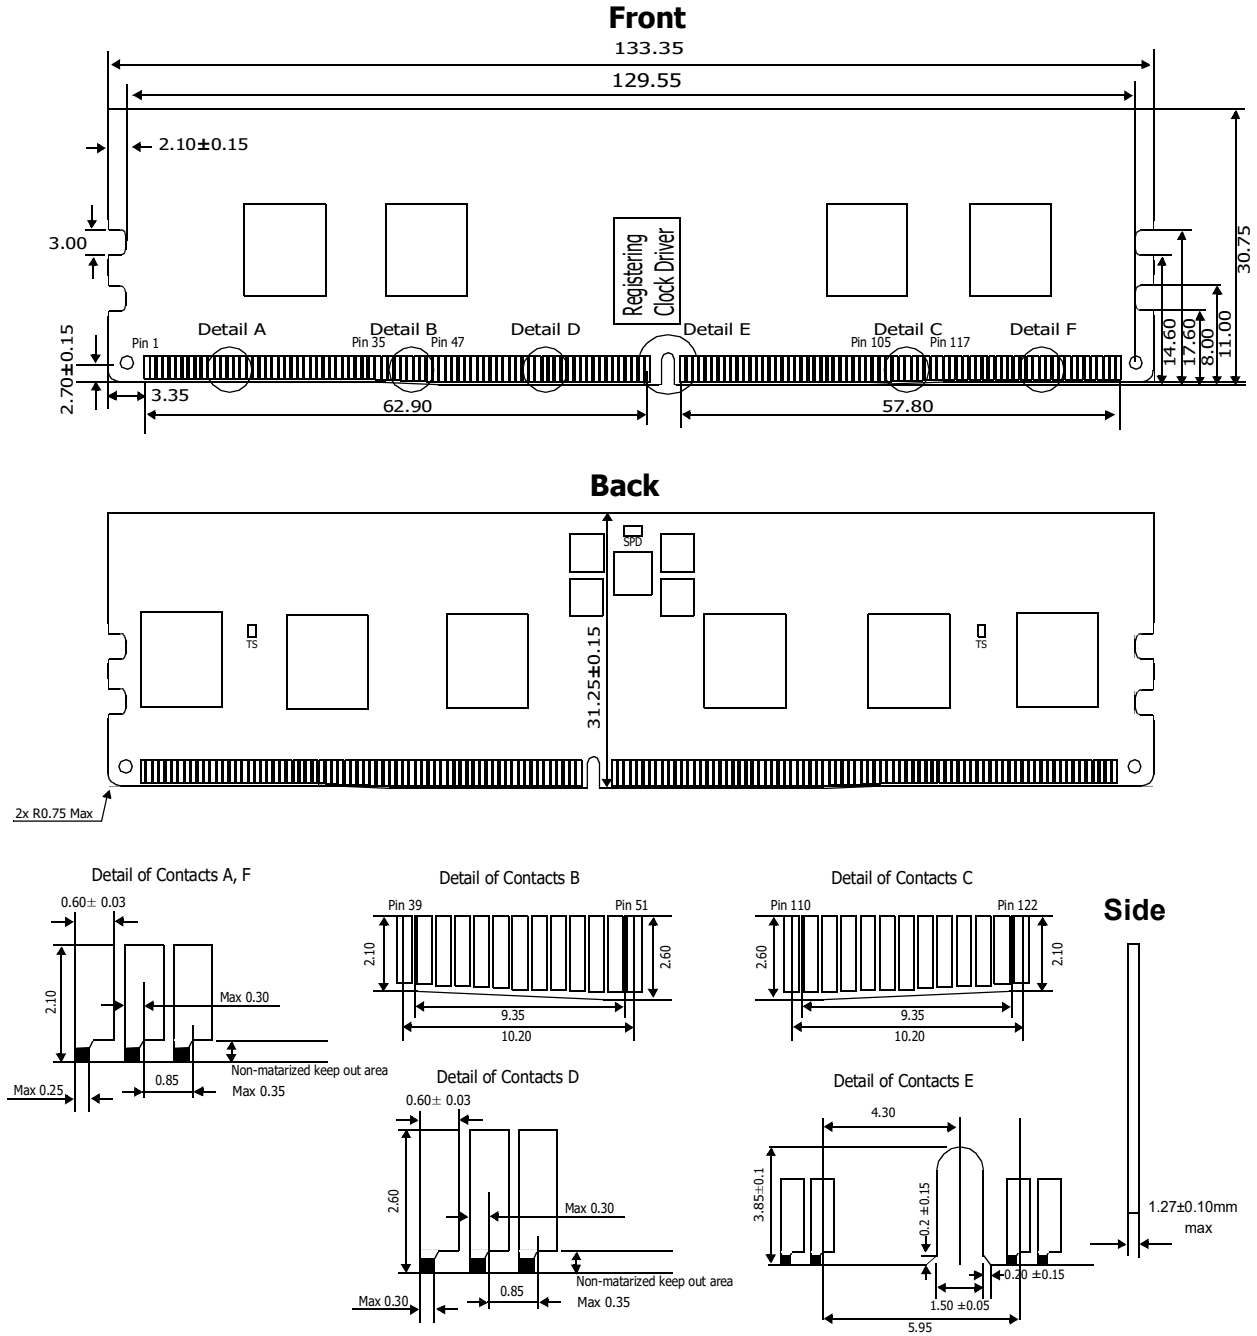 Front
133.35
129.55
2.10±0.15
3.00
Registering
Clock Driver
30.75
14.60
17.60
8.00
11.00
2.70±0.15
Detail A
Detail B
Detail D
Detail E
Detail C
Detail F
Pin 1
Pin 35
Pin 47
Pin 105
Pin 117
3.35
62.90
57.80
Back
SPD
TS
TS
31.25±0.15
2x R0.75 Max
Detail of Contacts A, F
0.60± 0.03
2.10
Max 0.30
Non-matarized keep out area
Max 0.25
0.85
Max 0.35
Detail of Contacts B
Pin 39
Pin 51
2.10
2.60
9.35
10.20
Detail of Contacts C
Pin 110
Pin 122
2.60
2.10
9.35
10.20
Side
1.27±0.10mm
max
Detail of Contacts D
0.60± 0.03
2.60
Max 0.30
Non-matarized keep out area
Max 0.30
0.85
Max 0.35
Detail of Contacts E
4.30
3.85±0.1
0.2 ±0.15
0.20 ±0.15
1.50 ±0.05
5.95